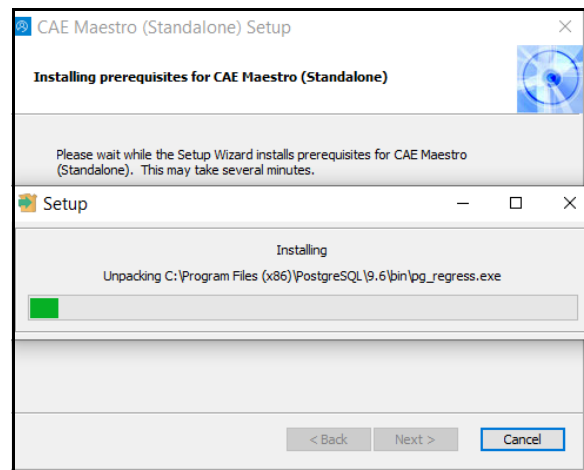 CAE Maestro (Standalone) Setup
Installing prerequisites for CAE Maestro (Standalone)
Please wait while the Setup Wizard installs prerequisites for CAE Maestro
(Standalone). This may take several minutes.
Setup
Installing
Unpacking C:\Program Files (x86)\PostgreSQL\9.6\bin\pg_regress.exe
< Back Next > Cancel